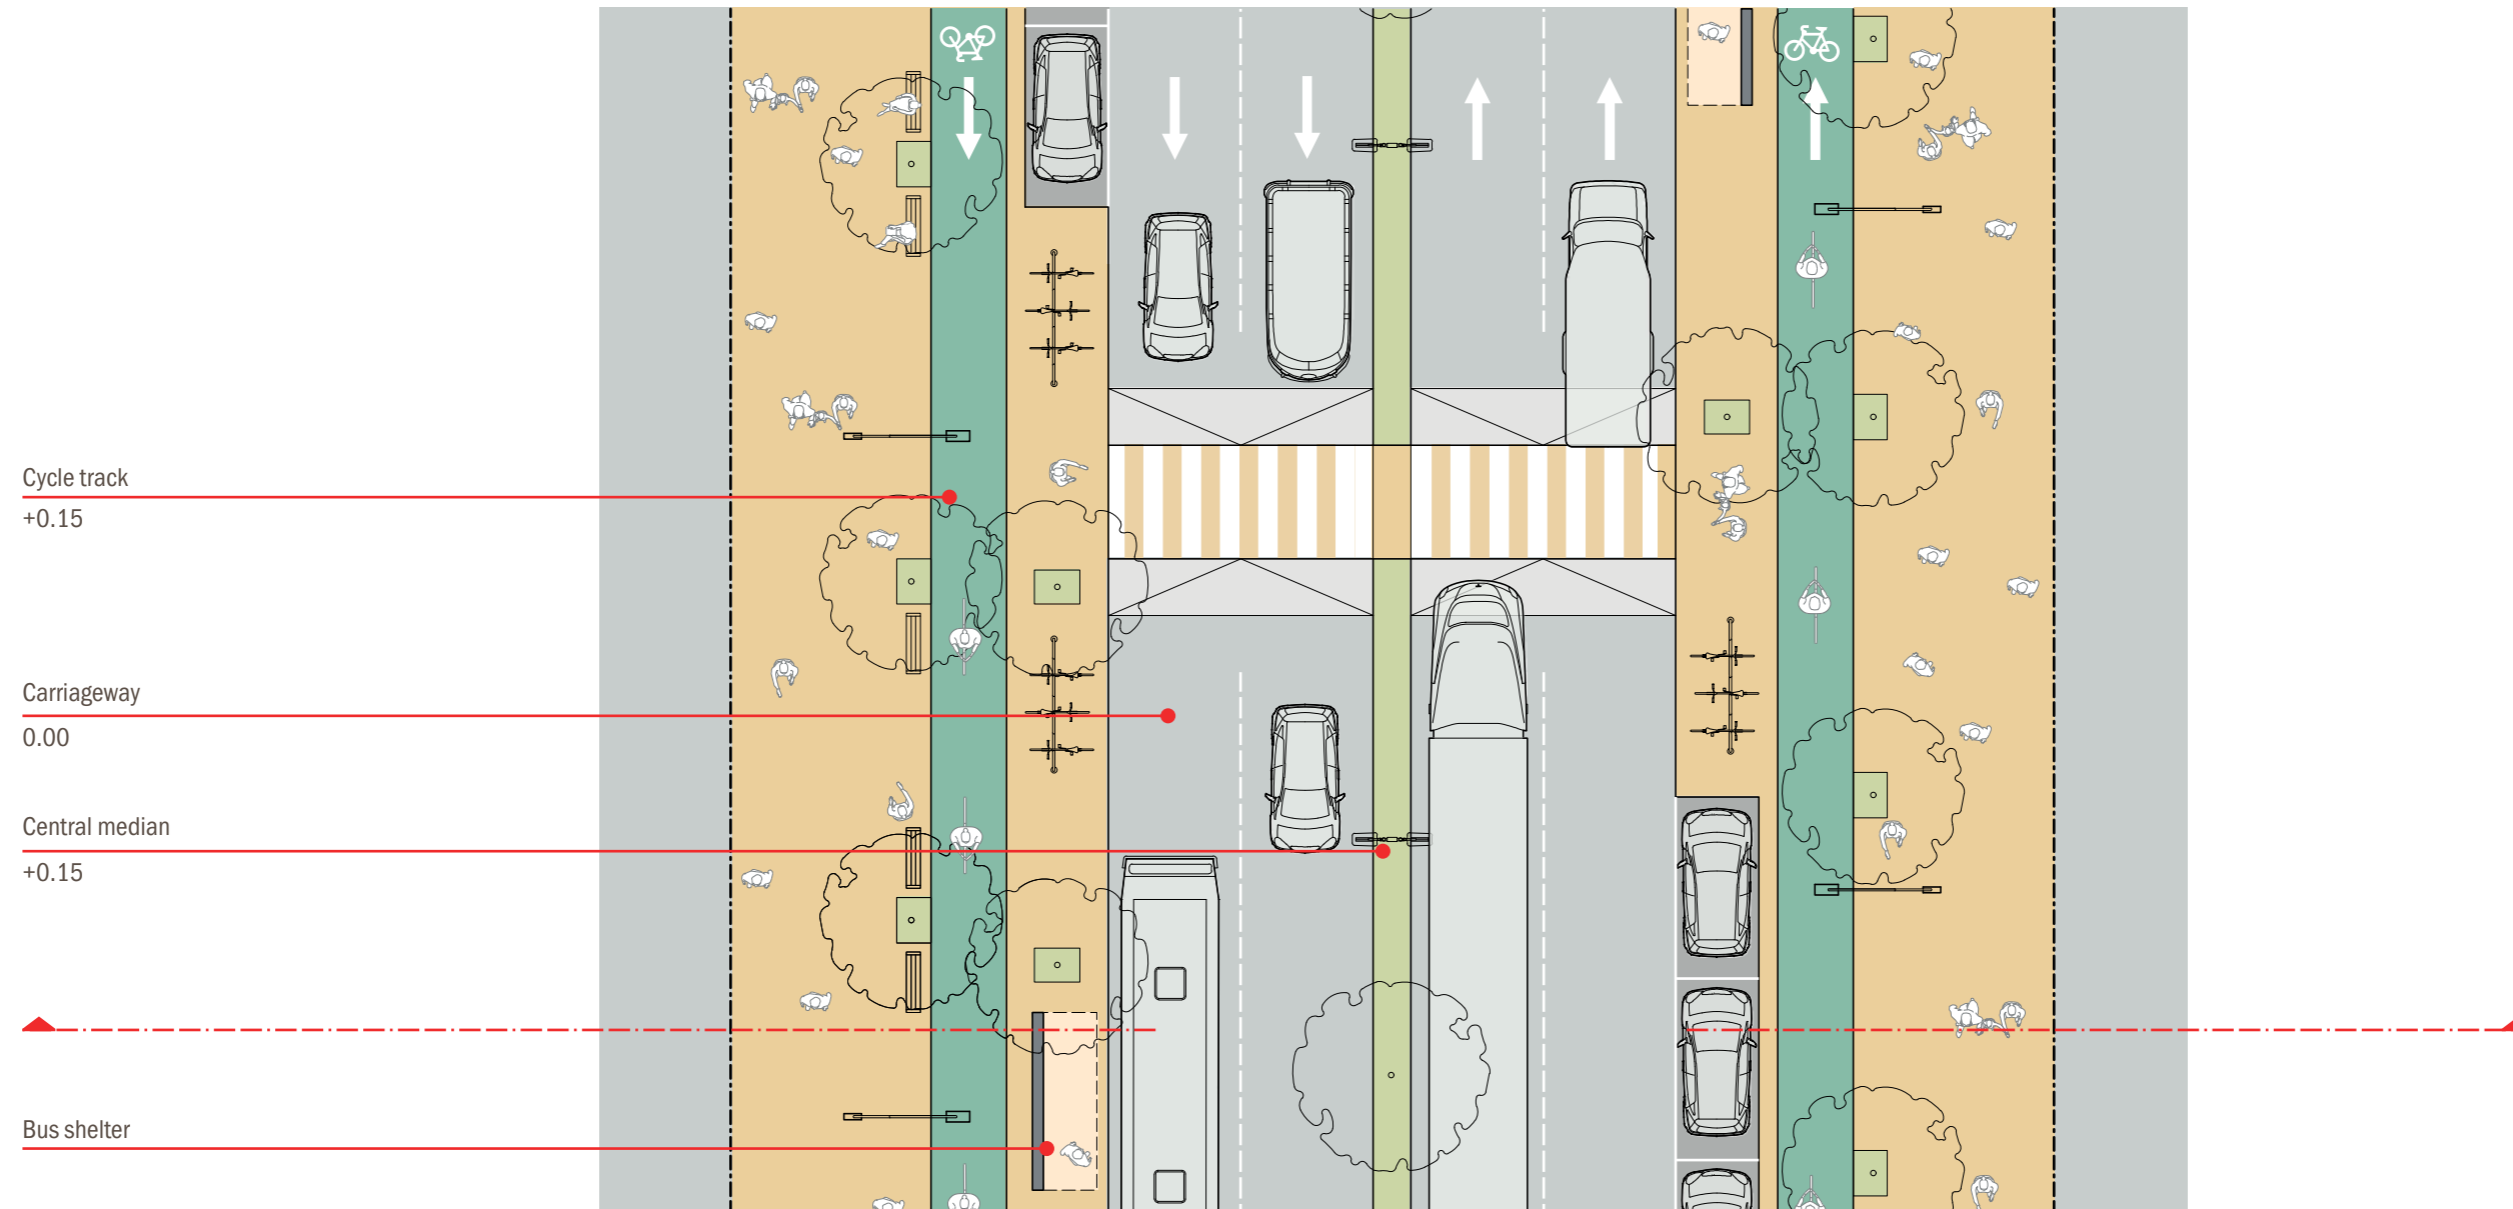 Cycle track
+0.15
Carriageway
0.00
Central median
+0.15
Bus shelter